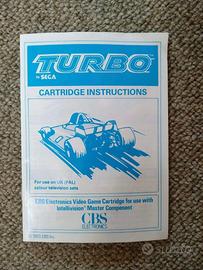 TURBO
by SEGA
CARTRIDGE INSTRUCTIONS
For use on UK (PAL)
colour television sets
CBS Electronics Video Game Cartridge for use with
Intellivision Master Component
CBS
ELECTRONICS